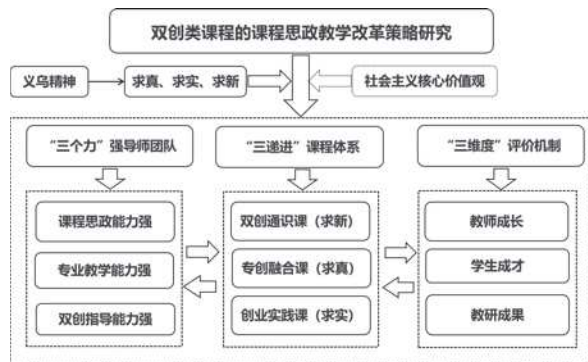 双创类课程的课程思政教学改革策略研究
义乌精神
求真、求实、求新
社会主义核心价值观
“三个力”强导师团队
“三递进”课程体系
“三维度”评价机制
课程思政能力强
双创通识课（求新）
教师成长
专业教学能力强
专创融合课（求真）
学生成才
双创指导能力强
创业实践课（求实）
教研成果